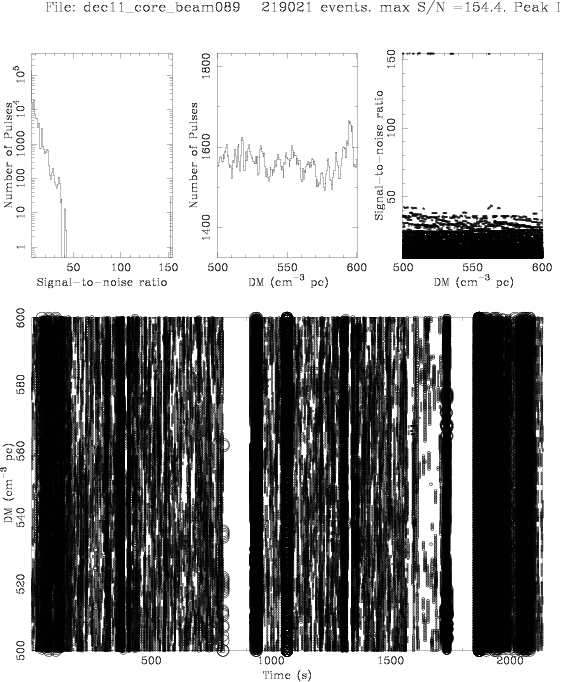 File: dec11_core_beam089 219021 events. max S/N =154.4. Peak I
Number of Pulses
1 10 100 1000 10⁴ 10⁵
50 100 150
Signal-to-noise ratio
Number of Pulses
1400 1600 1800
500 550 600
DM (cm⁻³ pc)
Signal-to-noise ratio
50 100 150
500 550 600
DM (cm⁻³ pc)
DM (cm⁻³ pc)
500 520 540 560 580 600
500 1000 1500 2000
Time (s)